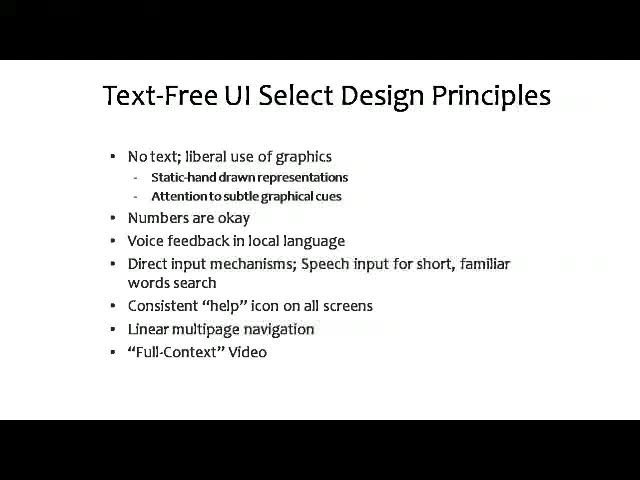 Text-Free UI Select Design Principles
• No text; liberal use of graphics
- Static-hand drawn representations
- Attention to subtle graphical cues
• Numbers are okay
• Voice feedback in local language
• Direct input mechanisms; Speech input for short, familiar
words search
• Consistent “help” icon on all screens
• Linear multipage navigation
• “Full-Context” Video